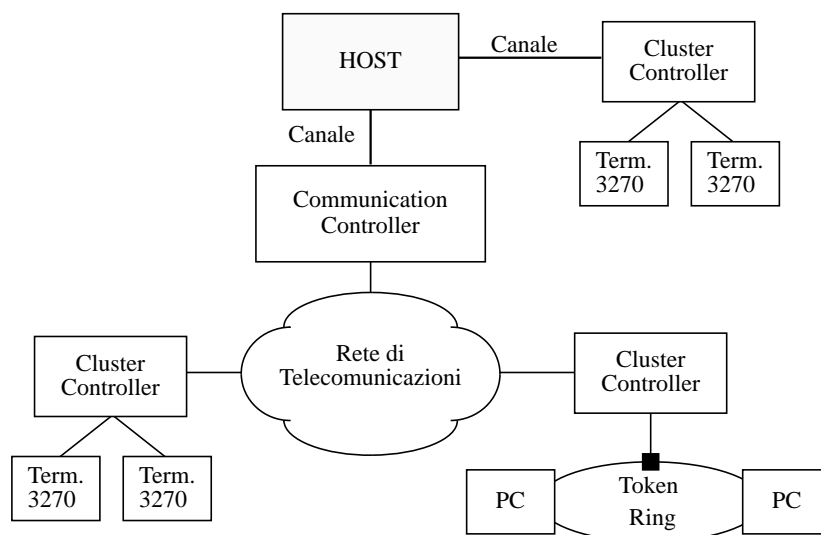 HOST
Canale
Cluster
Controller
Canale
Term.
3270
Term.
3270
Communication
Controller
Rete di
Telecomunicazioni
Cluster
Controller
Cluster
Controller
Term.
3270
Term.
3270
PC
Token
Ring
PC